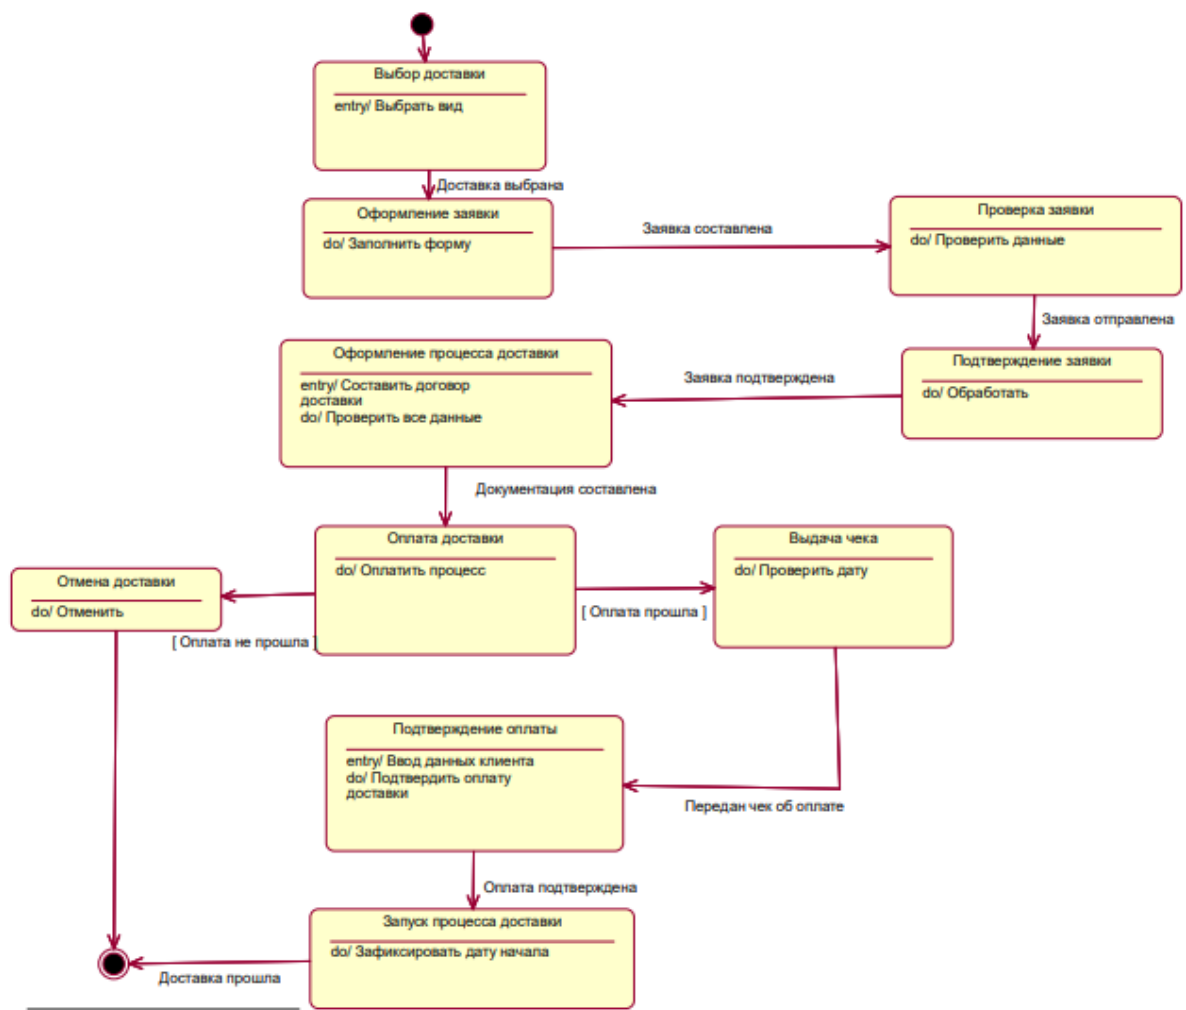 Выбор доставки
entry/ Выбрать вид
Доставка выбрана
Оформление заявки
do/ Заполнить форму
Заявка составлена
Проверка заявки
do/ Проверить данные
Заявка отправлена
Подтверждение заявки
do/ Обработать
Заявка подтверждена
Оформление процесса доставки
entry/ Составить договор
доставки
do/ Проверить все данные
Документация составлена
Оплата доставки
do/ Оплатить процесс
[ Оплата не прошла ]
Отмена доставки
do/ Отменить
[ Оплата прошла ]
Выдача чека
do/ Проверить дату
Передан чек об оплате
Подтверждение оплаты
entry/ Ввод данных клиента
do/ Подтвердить оплату
доставки
Оплата подтверждена
Запуск процесса доставки
do/ Зафиксировать дату начала
Доставка прошла